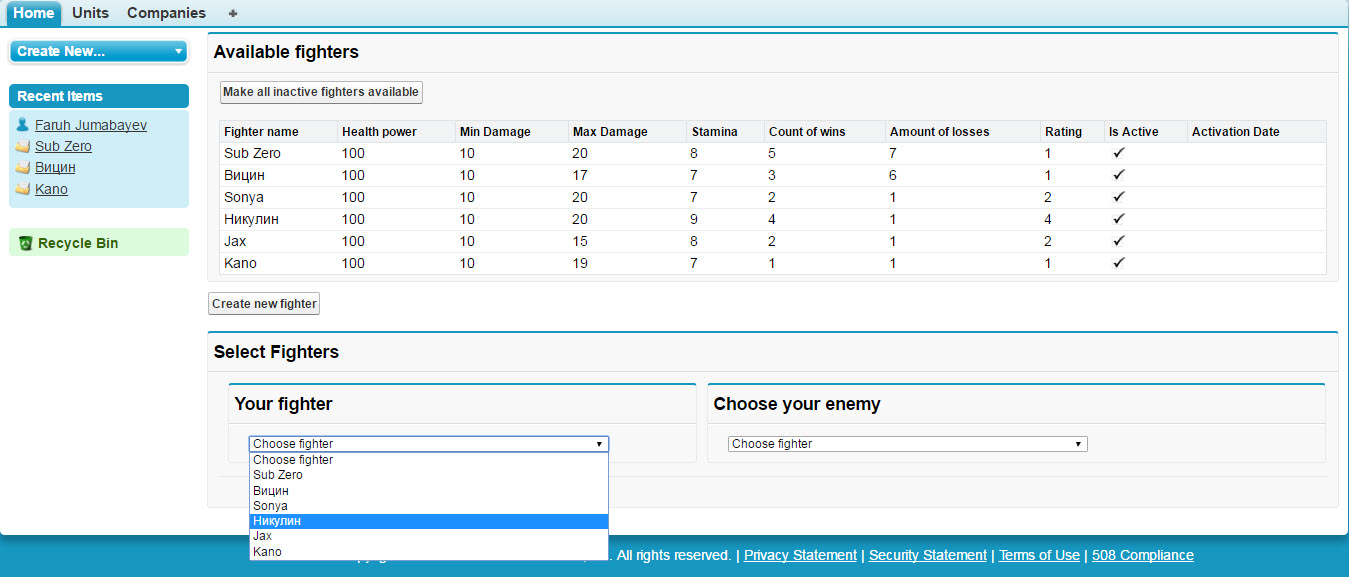 Home Units Companies +
Create New...
Recent Items
Faruh Jumabayev
Sub Zero
Вицин
Kano
Recycle Bin
Available fighters
Make all inactive fighters available
Fighter name Health power Min Damage Max Damage Stamina Count of wins Amount of losses Rating Is Active Activation Date
Sub Zero 100 10 20 8 5 7 1 ✓
Вицин 100 10 17 7 3 6 1 ✓
Sonya 100 10 20 7 2 1 2 ✓
Никулин 100 10 20 9 4 1 4 ✓
Jax 100 10 15 8 2 1 2 ✓
Kano 100 10 19 7 1 1 1 ✓
Create new fighter
Select Fighters
Your fighter
Choose fighter
Choose fighter
Sub Zero
Вицин
Sonya
Никулин
Jax
Kano
Choose your enemy
Choose fighter
All rights reserved. | Privacy Statement | Security Statement | Terms of Use | 508 Compliance